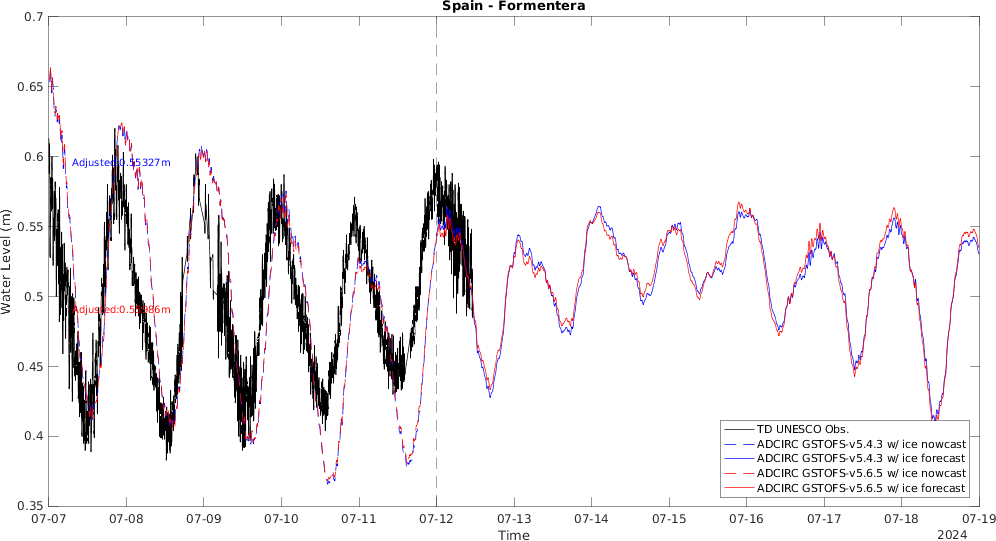 Spain - Formentera
0.7
0.65
0.6
0.55
0.5
0.45
0.4
0.35
Water Level (m)
Adjusted:0.55327m
TD UNESCO Obs.
ADCIRC GSTOFS-v5.4.3 w/ ice nowcast
ADCIRC GSTOFS-v5.4.3 w/ ice forecast
ADCIRC GSTOFS-v5.6.5 w/ ice nowcast
ADCIRC GSTOFS-v5.6.5 w/ ice forecast
07-07 07-08 07-09 07-10 07-11 07-12 07-13 07-14 07-15 07-16 07-17 07-18 07-19
Time
2024